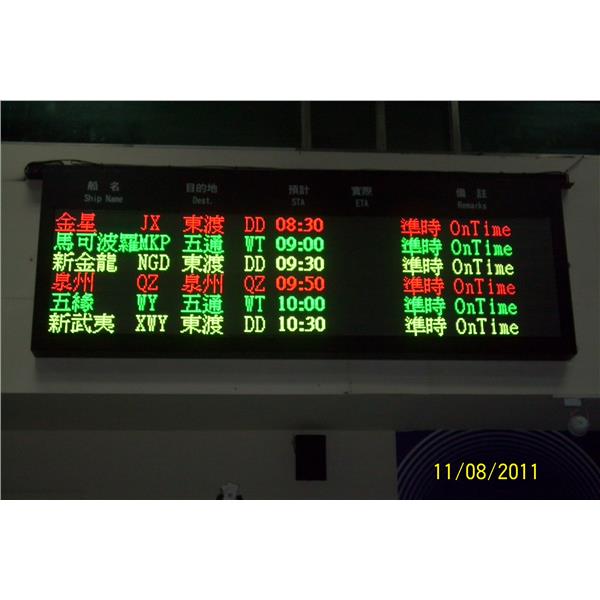 船名 目的地 預計 實際 備註
Ship Name Dest. STA ETA Remarks
金星 JX 東渡 DD 08:30 準時 OnTime
馬可波羅 MKP 五通 WT 09:00 準時 OnTime
新金龍 NGD 東渡 DD 09:30 準時 OnTime
泉州 QZ 泉州 QZ 09:50 準時 OnTime
五緣 WY 五通 WT 10:00 準時 OnTime
新武夷 XWY 東渡 DD 10:30 準時 OnTime
11/08/2011